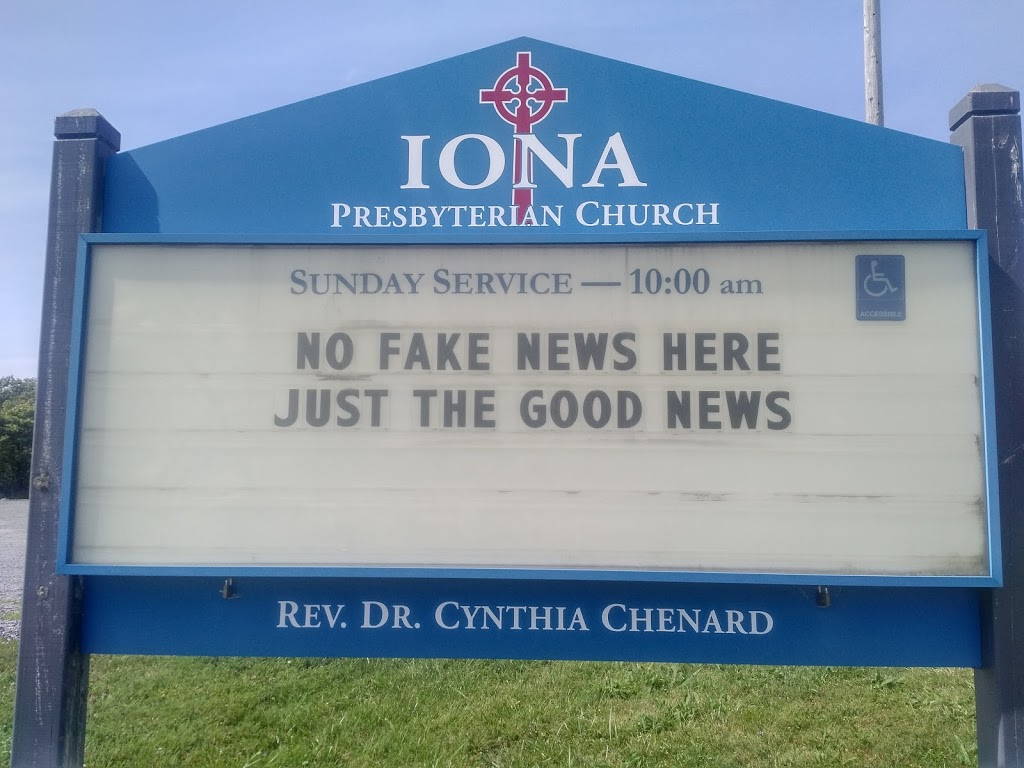 IONA
PRESBYTERIAN CHURCH
SUNDAY SERVICE — 10:00 am
ACCESSIBLE
NO FAKE NEWS HERE
JUST THE GOOD NEWS
REV. DR. CYNTHIA CHENARD